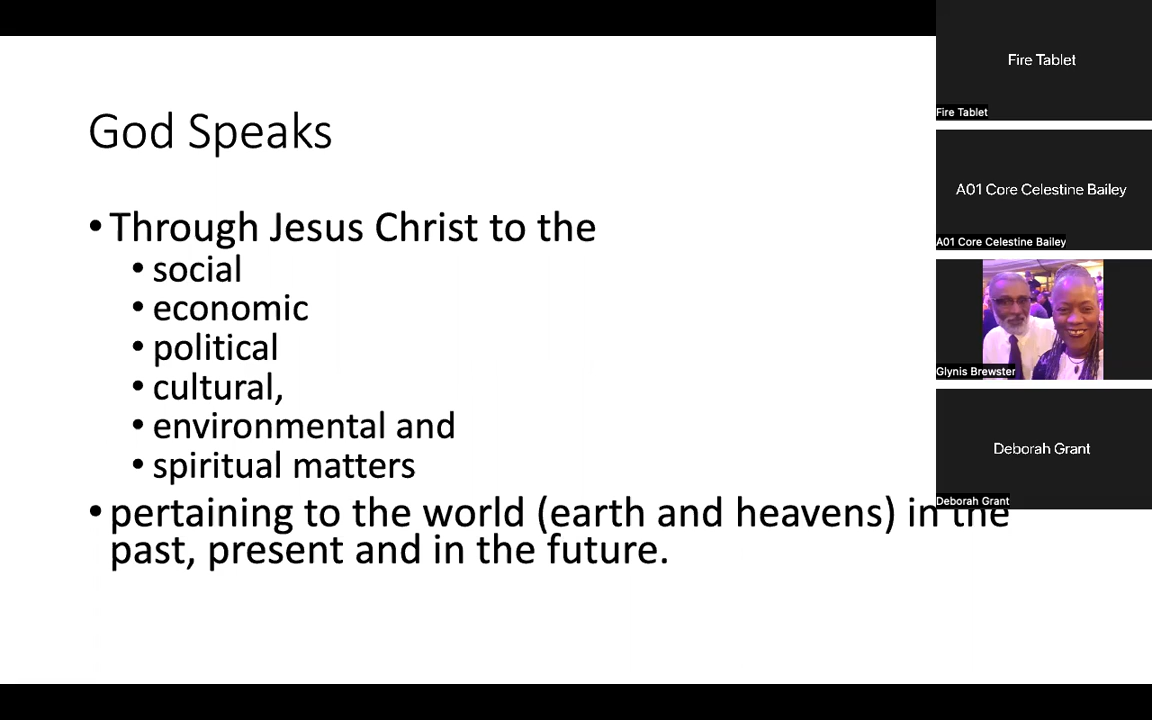 God Speaks
• Through Jesus Christ to the
• social
• economic
• political
• cultural,
• environmental and
• spiritual matters
• pertaining to the world (earth and heavens) in the
past, present and in the future.
Fire Tablet
Fire Tablet
A01 Core Celestine Bailey
A01 Core Celestine Bailey
Glynis Brewster
Deborah Grant
Deborah Grant